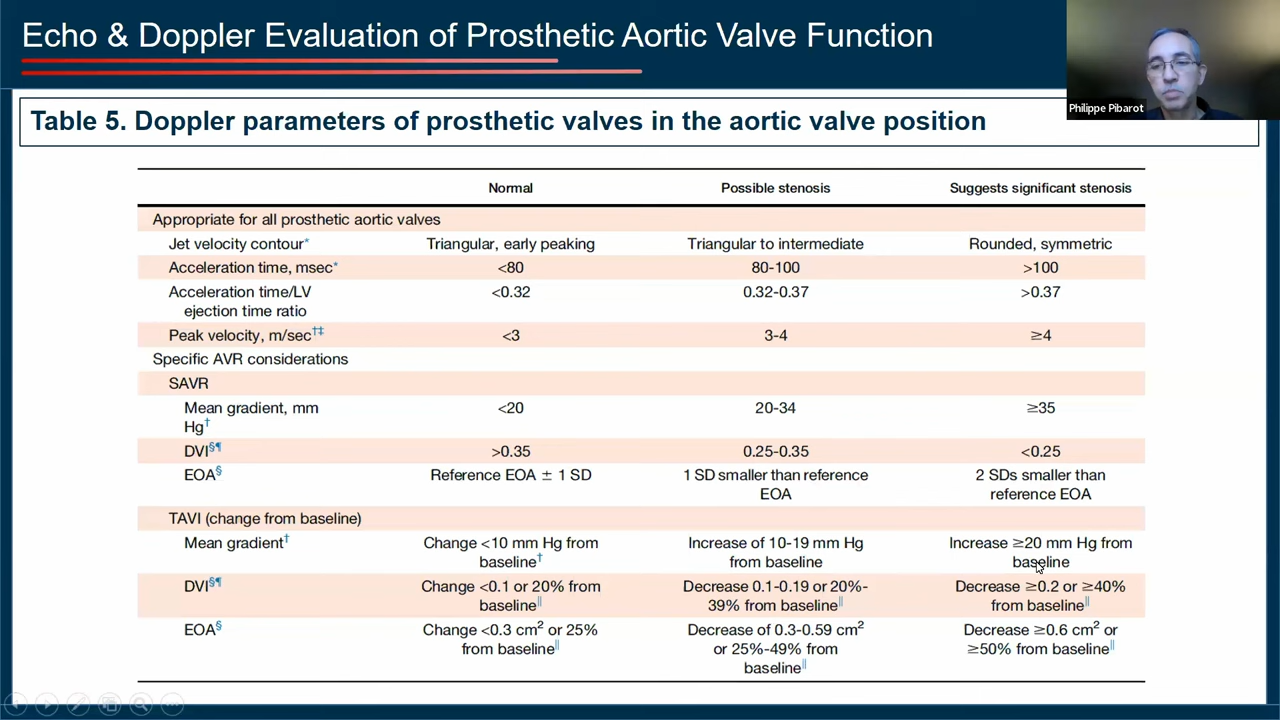 Echo & Doppler Evaluation of Prosthetic Aortic Valve Function
Philippe Pibarot
Table 5. Doppler parameters of prosthetic valves in the aortic valve position
Normal Possible stenosis Suggests significant stenosis
Appropriate for all prosthetic aortic valves
Jet velocity contour* Triangular, early peaking Triangular to intermediate Rounded, symmetric
Acceleration time, msec* <80 80-100 >100
Acceleration time/LV <0.32 0.32-0.37 >0.37
ejection time ratio
Peak velocity, m/sec†‡ <3 3-4 ≥4
Specific AVR considerations
SAVR
Mean gradient, mm <20 20-34 ≥35
Hg†
DVI§¶ >0.35 0.25-0.35 <0.25
EOA§ Reference EOA ± 1 SD 1 SD smaller than reference 2 SDs smaller than
EOA reference EOA
TAVI (change from baseline)
Mean gradient† Change <10 mm Hg from Increase of 10-19 mm Hg Increase ≥20 mm Hg from
baseline† from baseline baseline
DVI§¶ Change <0.1 or 20% from Decrease 0.1-0.19 or 20%- Decrease ≥0.2 or ≥40%
baseline‖ 39% from baseline‖ from baseline‖
EOA§ Change <0.3 cm² or 25% Decrease of 0.3-0.59 cm² Decrease ≥0.6 cm² or
from baseline‖ or 25%-49% from ≥50% from baseline‖
baseline‖